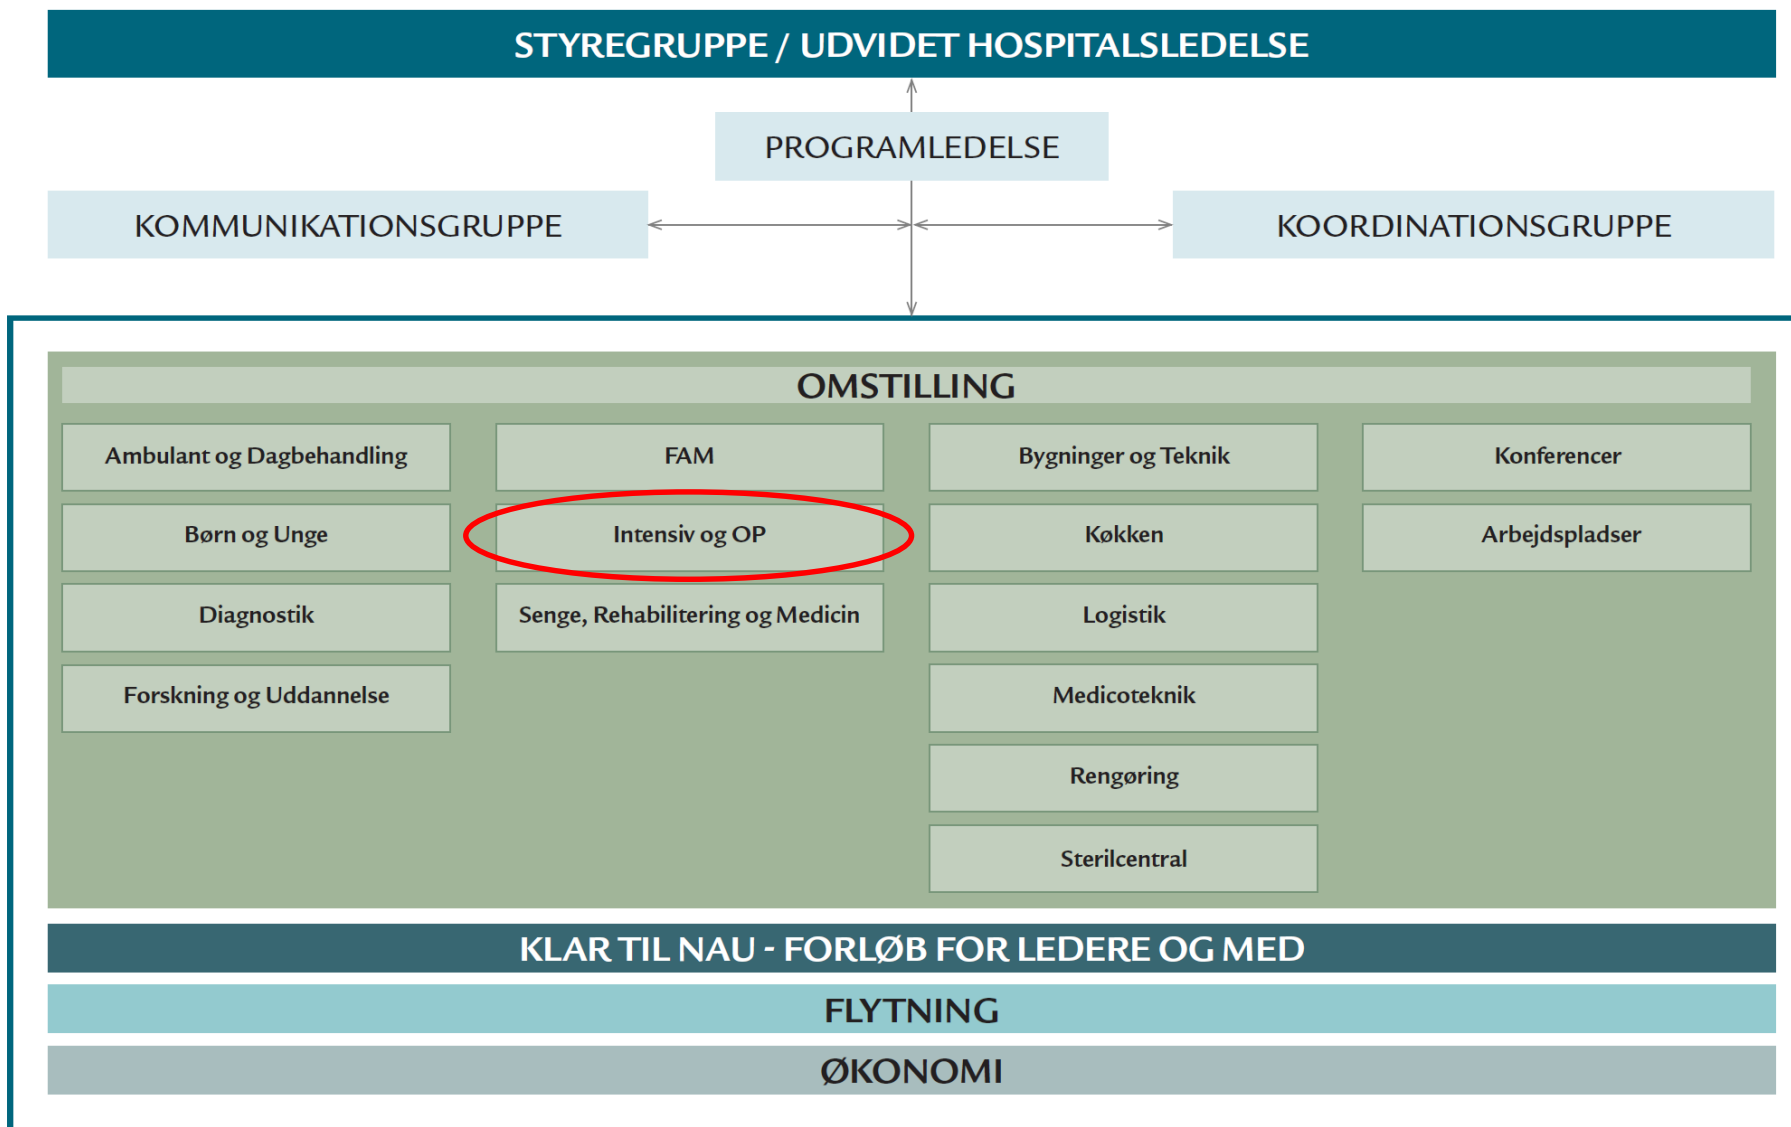 STYREGRUPPE / UDVIDET HOSPITALSLEDELSE
PROGRAMLEDELSE
KOMMUNIKATIONSGRUPPE
KOORDINATIONSGRUPPE
OMSTILLING
Ambulant og Dagbehandling
Børn og Unge
Diagnostik
Forskning og Uddannelse
FAM
Intensiv og OP
Senge, Rehabilitering og Medicin
Bygninger og Teknik
Køkken
Logistik
Medicoteknik
Rengøring
Sterilcentral
Konferencer
Arbejdspladser
KLAR TIL NAU - FORLØB FOR LEDERE OG MED
FLYTNING
ØKONOMI